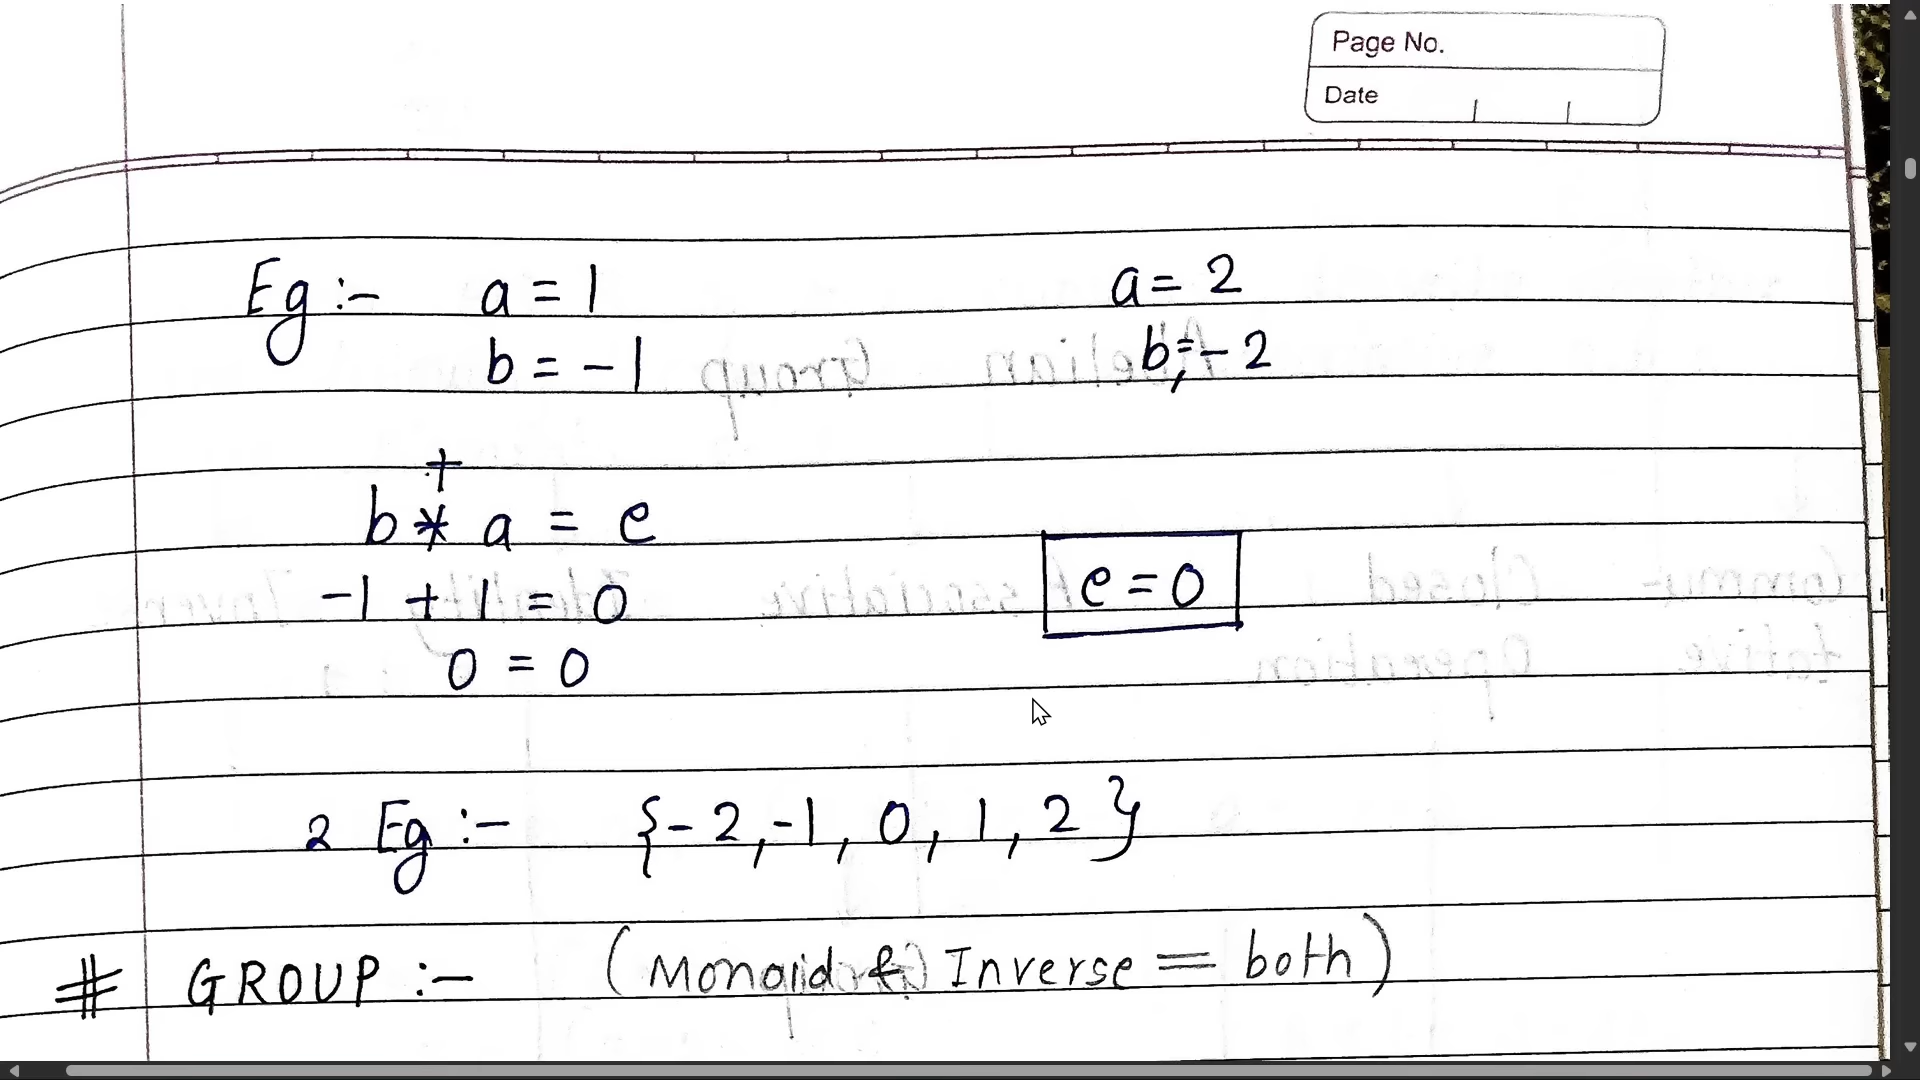 Page No.
Date
Eg :- a = 1 a = 2
b = -1 b = -2
+
b * a = e
-1 + 1 = 0 e = 0
0 = 0
2 Eg :- {-2, -1, 0, 1, 2}
# GROUP :- (Monoid & Inverse = both)